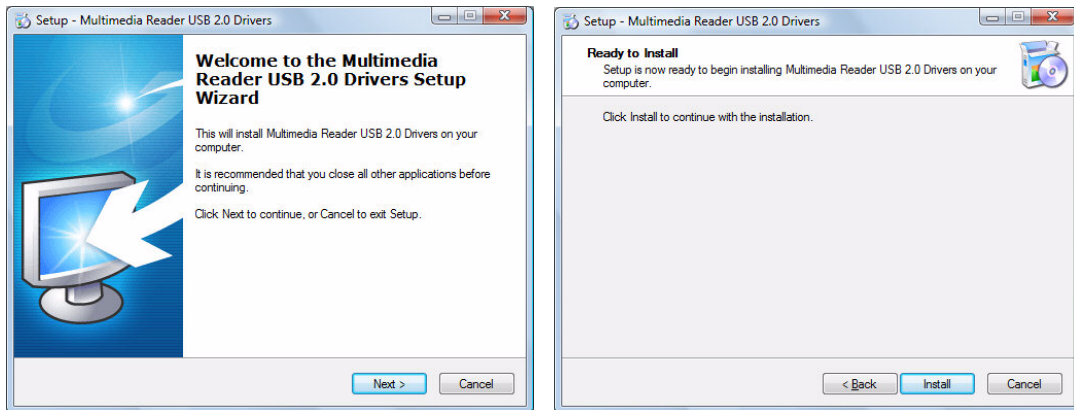 Setup - Multimedia Reader USB 2.0 Drivers
Welcome to the Multimedia
Reader USB 2.0 Drivers Setup
Wizard
This will install Multimedia Reader USB 2.0 Drivers on your
computer.
It is recommended that you close all other applications before
continuing.
Click Next to continue, or Cancel to exit Setup.
Next >
Cancel
Setup - Multimedia Reader USB 2.0 Drivers
Ready to Install
Setup is now ready to begin installing Multimedia Reader USB 2.0 Drivers on your
computer.
Click Install to continue with the installation.
< Back
Install
Cancel